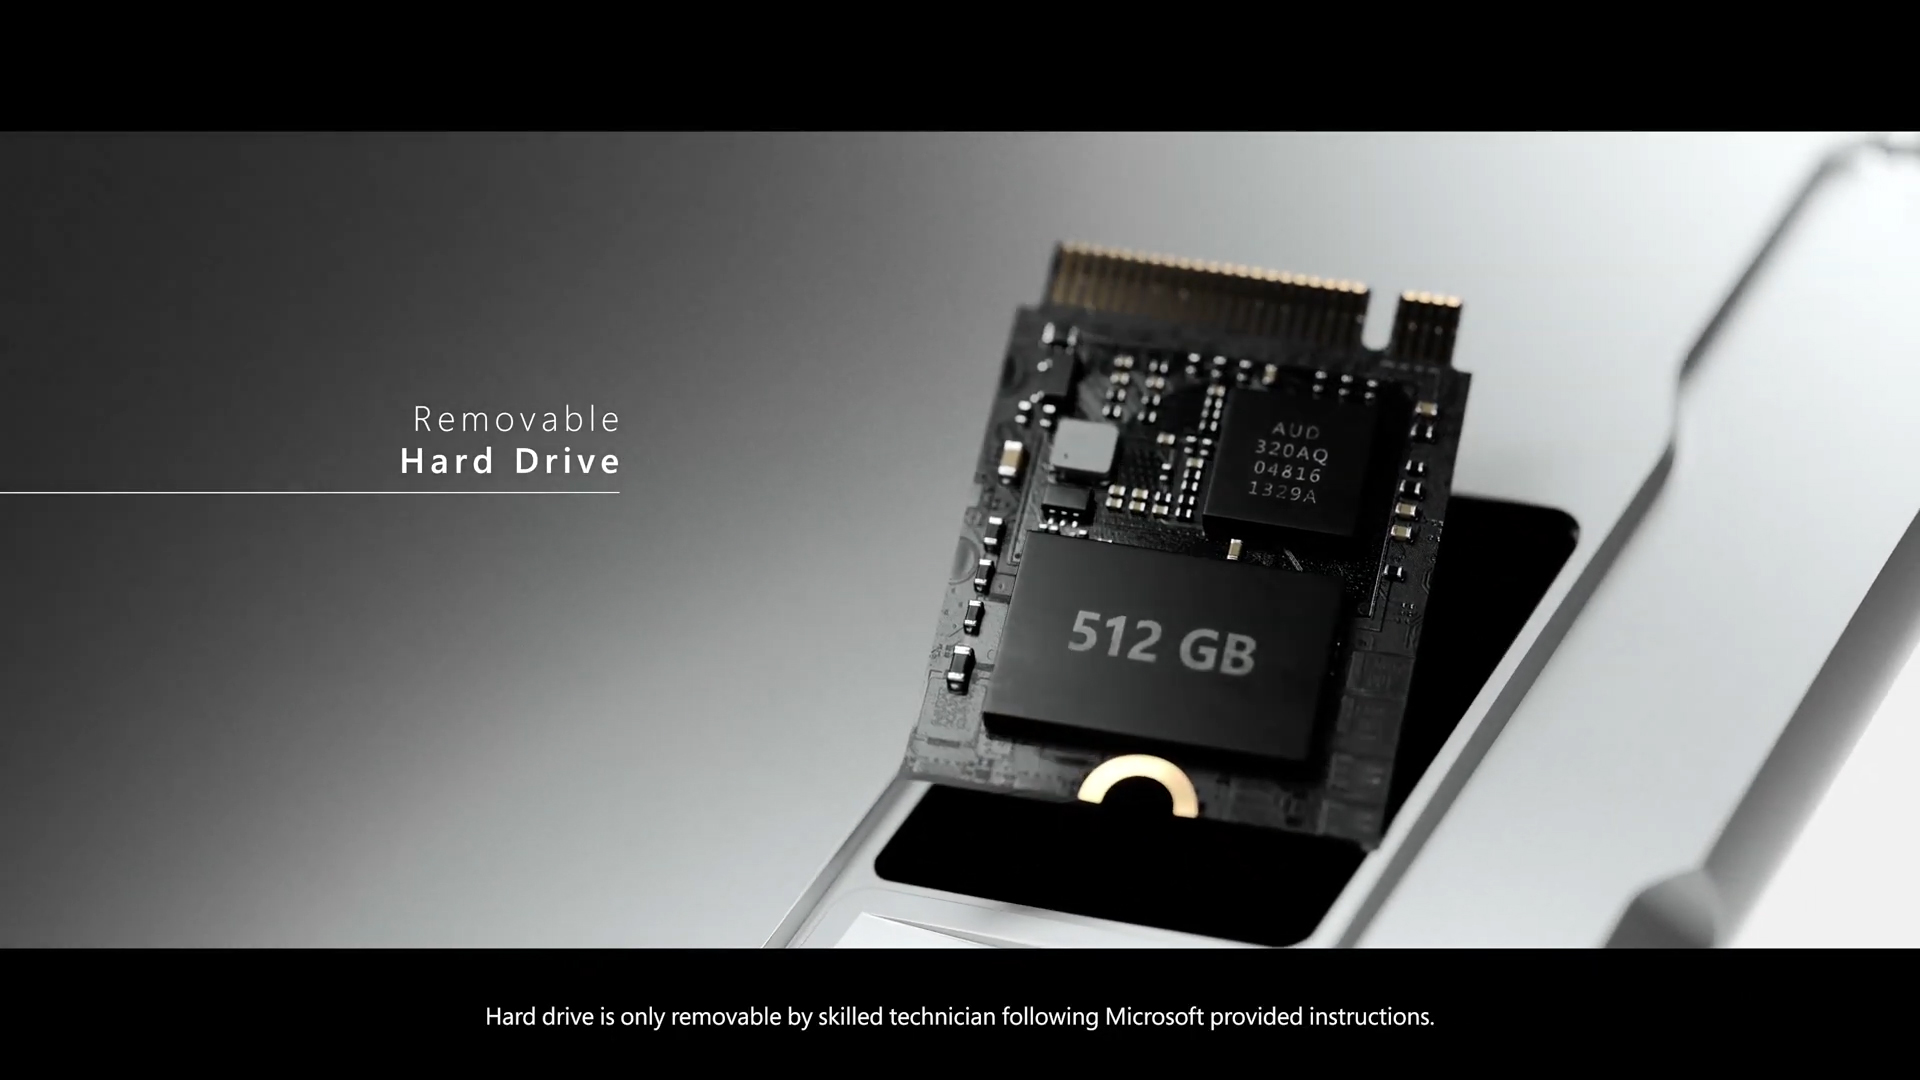 Removable
Hard Drive
AUD
320AQ
04816
1329A
512 GB
Hard drive is only removable by skilled technician following Microsoft provided instructions.